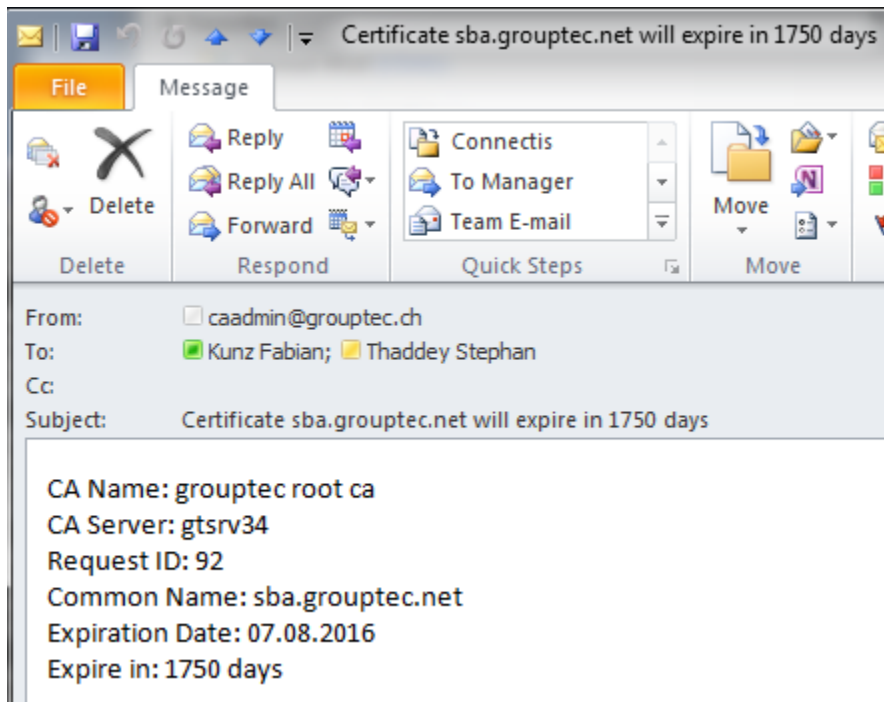 Certificate sba.grouptec.net will expire in 1750 days
File Message
Reply Connectis
Reply All To Manager
Delete Forward Team E-mail Move
Delete Respond Quick Steps Move
From: caadmin@grouptec.ch
To: Kunz Fabian; Thaddey Stephan
Cc:
Subject: Certificate sba.grouptec.net will expire in 1750 days
CA Name: grouptec root ca
CA Server: gtsrv34
Request ID: 92
Common Name: sba.grouptec.net
Expiration Date: 07.08.2016
Expire in: 1750 days